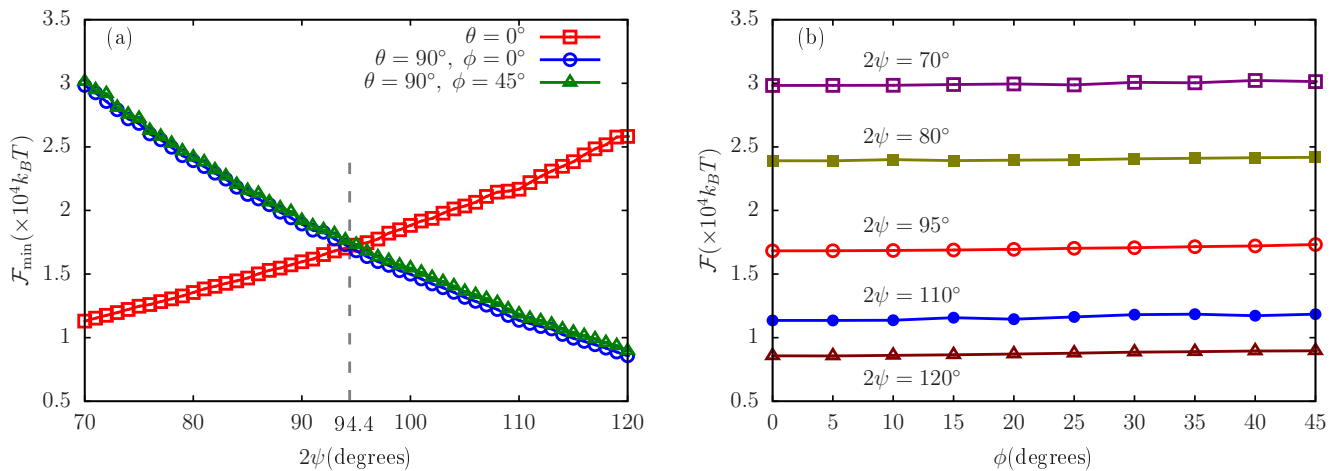 (a)
θ = 0°
θ = 90°, ϕ = 0°
θ = 90°, ϕ = 45°
3.5
3
2.5
2
1.5
1
0.5
ℱmin(×10⁴kBT)
70 80 90 94.4 100 110 120
2ψ(degrees)
(b)
2ψ = 70°
2ψ = 80°
2ψ = 95°
2ψ = 110°
2ψ = 120°
3.5
3
2.5
2
1.5
1
0.5
ℱ(×10⁴kBT)
0 5 10 15 20 25 30 35 40 45
ϕ(degrees)